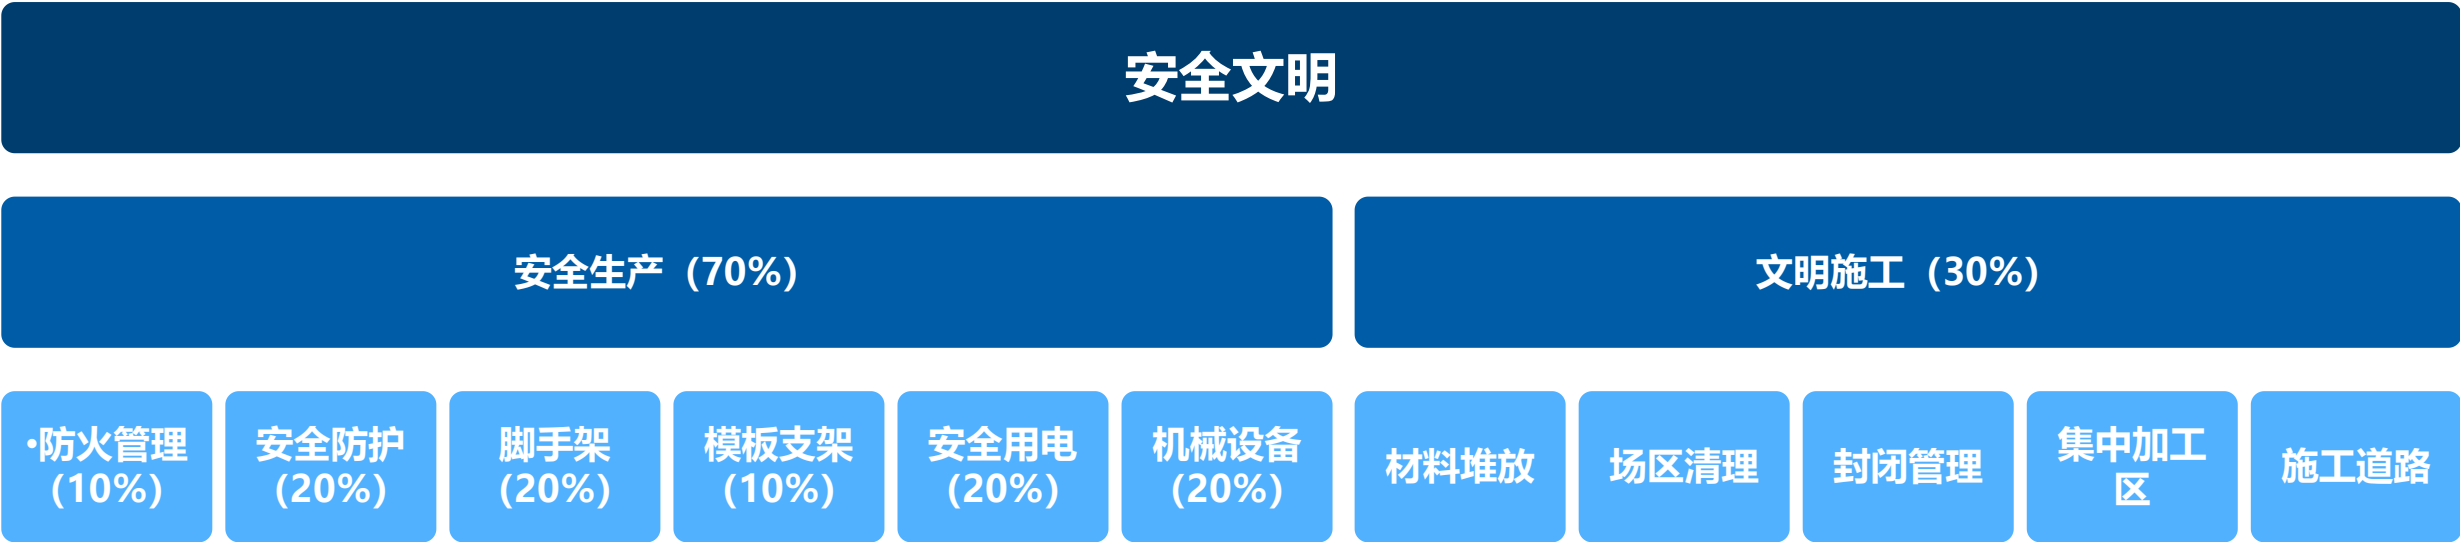 安全文明
安全生产（70%）
文明施工（30%）
•防火管理
（10%）
安全防护
（20%）
脚手架
（20%）
模板支架
（10%）
安全用电
（20%）
机械设备
（20%）
材料堆放
场区清理
封闭管理
集中加工
区
施工道路